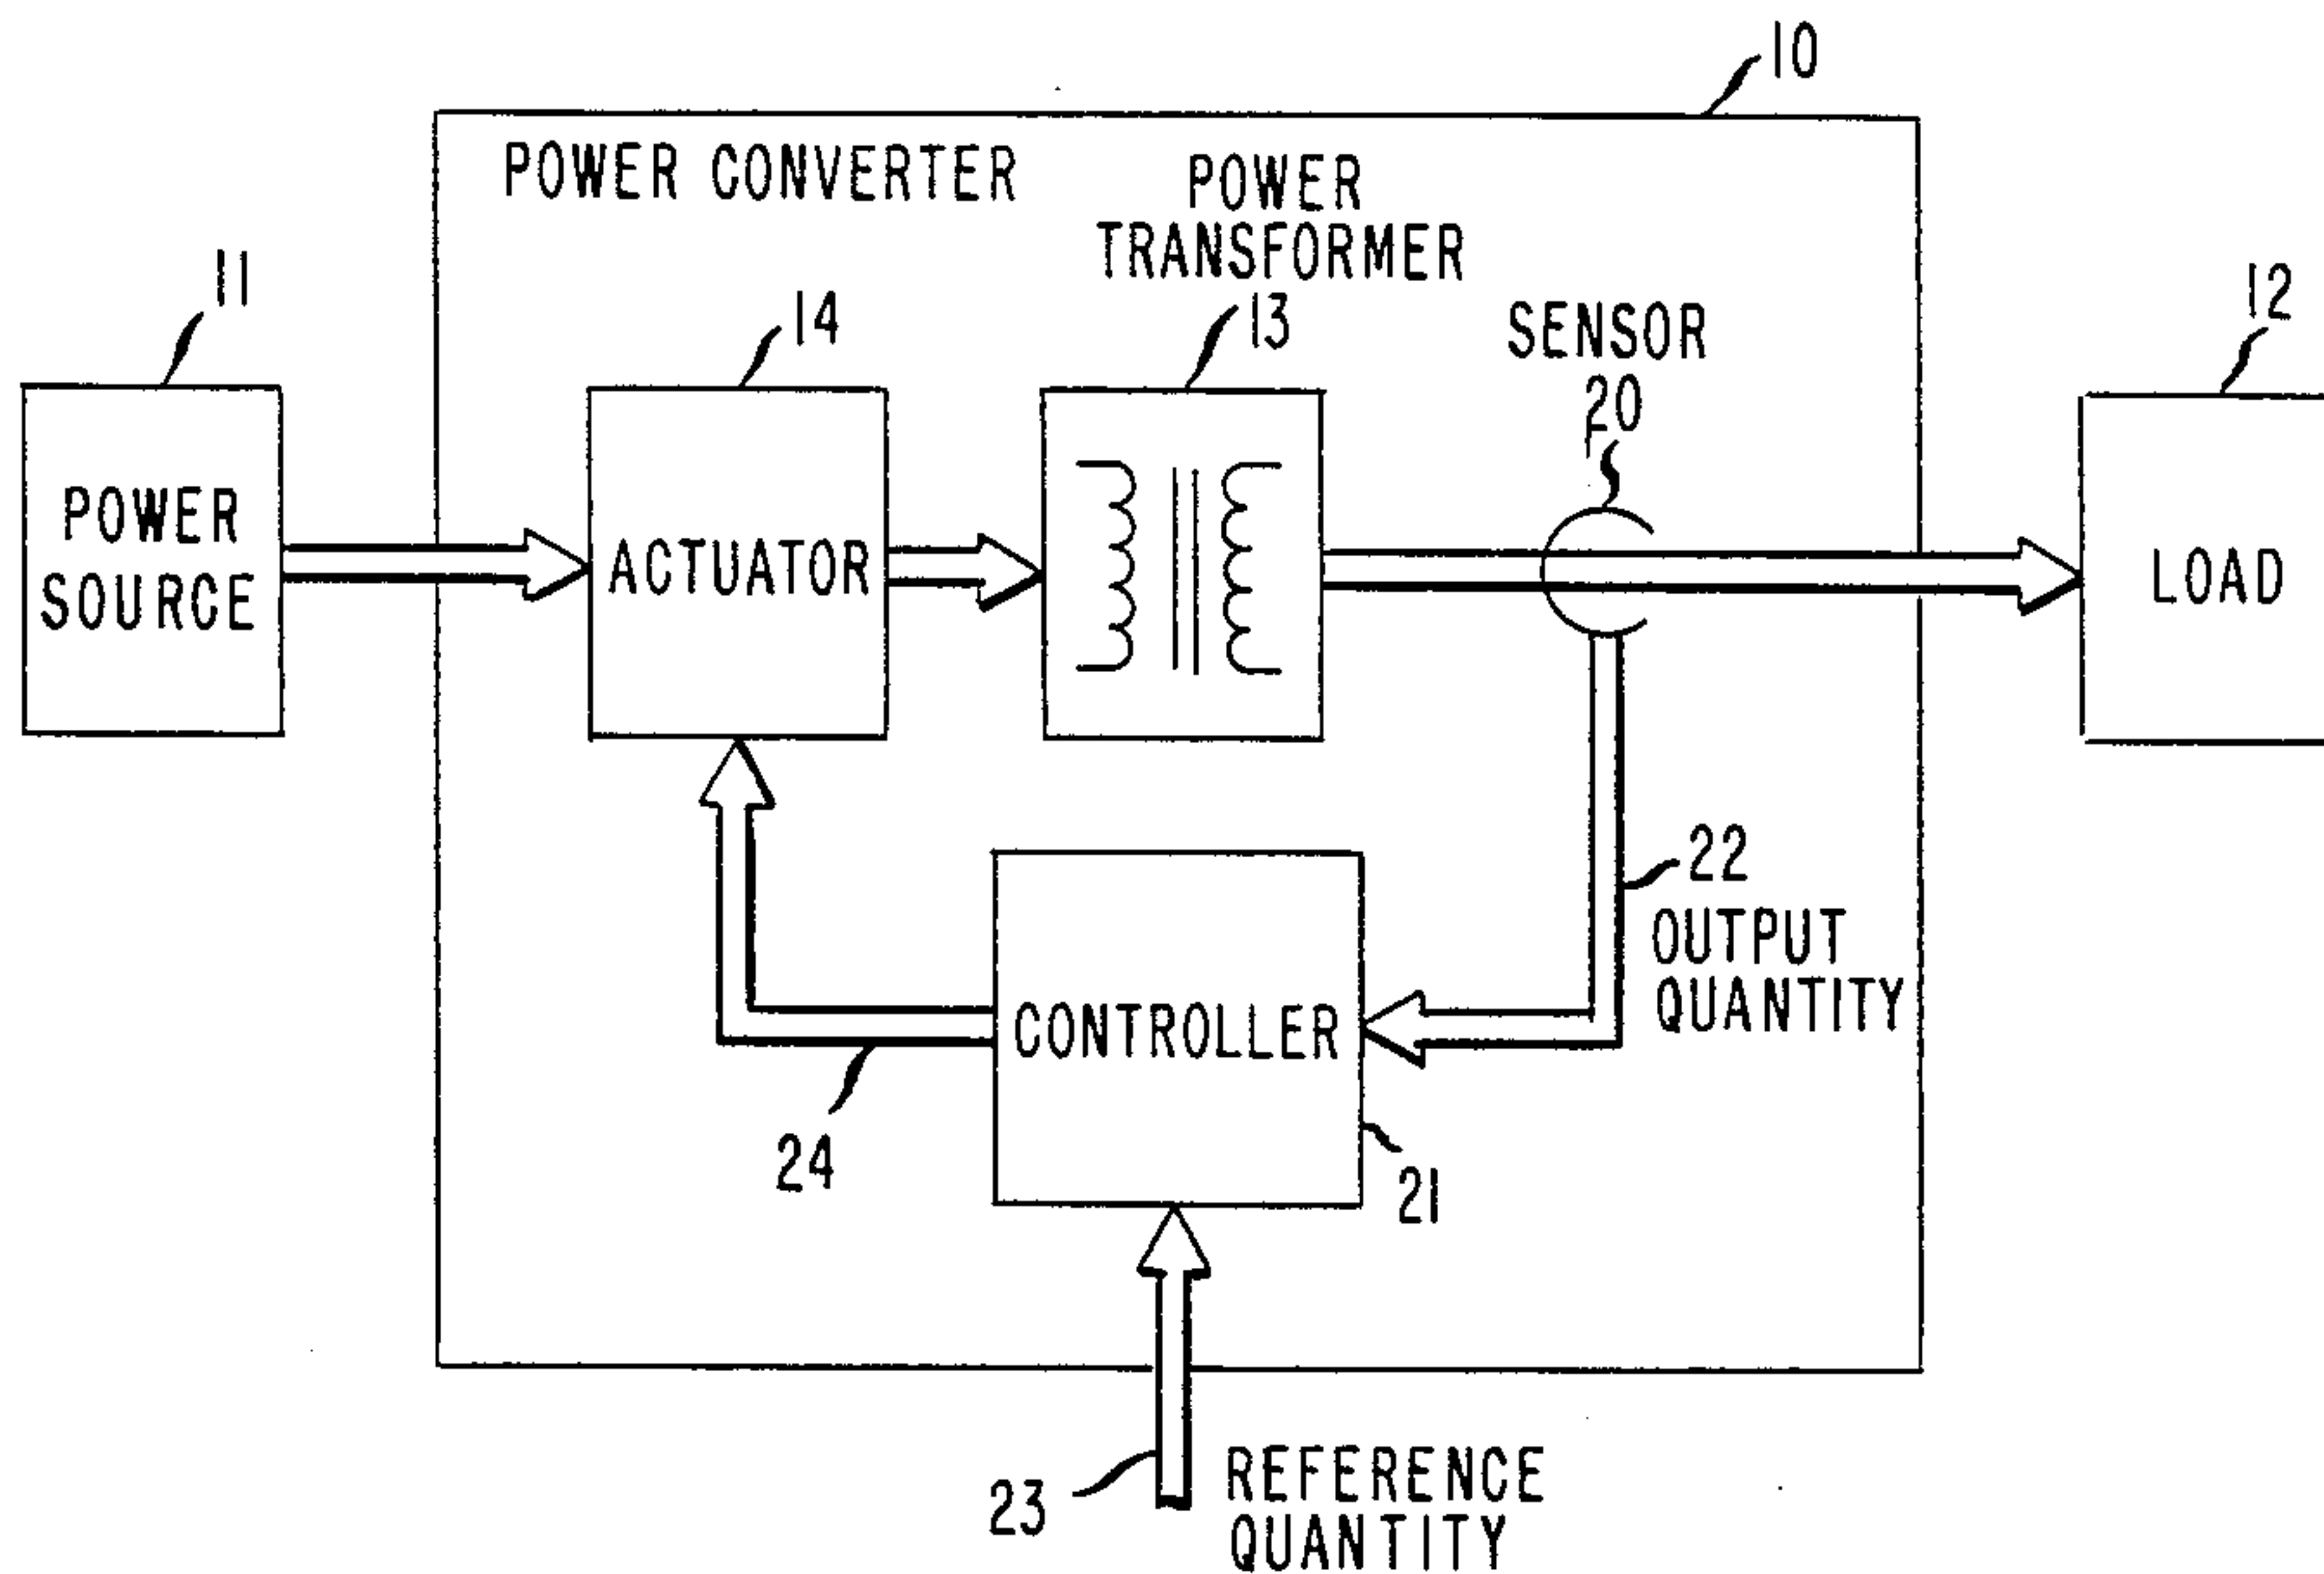 10
POWER CONVERTER
POWER
TRANSFORMER
11
14
13
SENSOR
20
12
POWER
SOURCE
ACTUATOR
LOAD
22
OUTPUT
QUANTITY
CONTROLLER
24
21
23
REFERENCE
QUANTITY